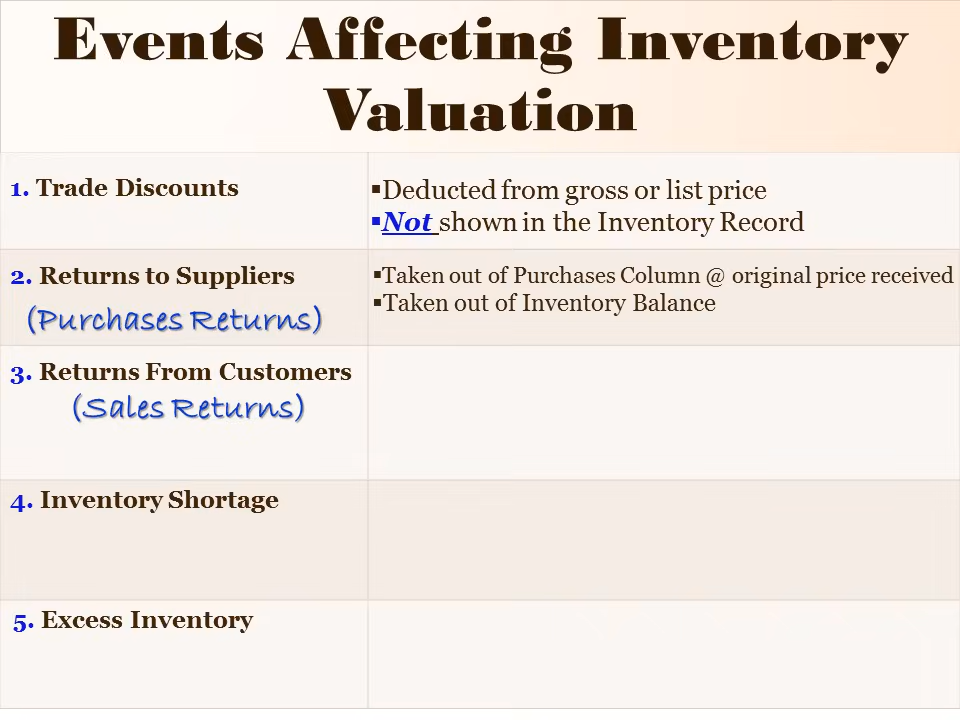 Events Affecting Inventory
Valuation
1. Trade Discounts
▪Deducted from gross or list price
▪Not shown in the Inventory Record
2. Returns to Suppliers
(Purchases Returns)
▪Taken out of Purchases Column @ original price received
▪Taken out of Inventory Balance
3. Returns From Customers
(Sales Returns)
4. Inventory Shortage
5. Excess Inventory